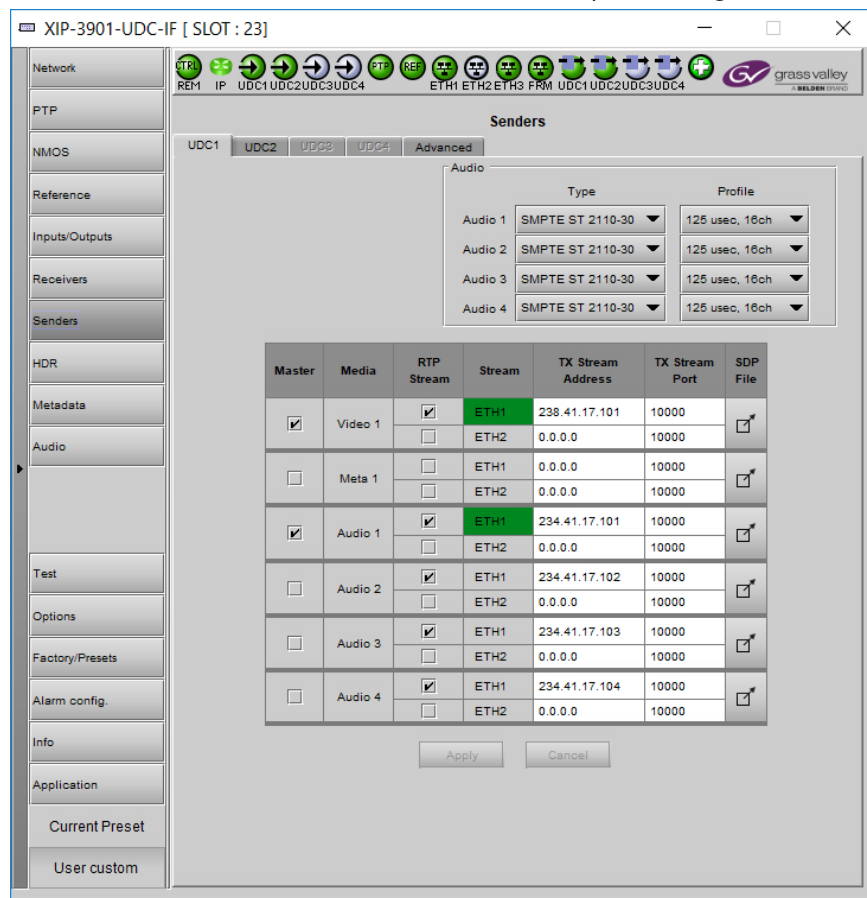 XIP-3901-UDC-IF [ SLOT : 23]
CTRL PTP REF
REM IP UDC1 UDC2 UDC3 UDC4 ETH1 ETH2 ETH3 FRM UDC1 UDC2 UDC3 UDC4
GV grass valley
A BELDEN BRAND
Network
PTP
NMOS
Reference
Inputs/Outputs
Receivers
Senders
HDR
Metadata
Audio
Test
Options
Factory/Presets
Alarm config.
Info
Application
Current Preset
User custom
Senders
UDC1 UDC2 UDC3 UDC4 Advanced
Audio
Type Profile
Audio 1 SMPTE ST 2110-30 125 usec, 16ch
Audio 2 SMPTE ST 2110-30 125 usec, 16ch
Audio 3 SMPTE ST 2110-30 125 usec, 16ch
Audio 4 SMPTE ST 2110-30 125 usec, 16ch
Master Media RTP Stream Stream TX Stream Address TX Stream Port SDP File
Video 1 ETH1 238.41.17.101 10000
ETH2 0.0.0.0 10000
Meta 1 ETH1 0.0.0.0 10000
ETH2 0.0.0.0 10000
Audio 1 ETH1 234.41.17.101 10000
ETH2 0.0.0.0 10000
Audio 2 ETH1 234.41.17.102 10000
ETH2 0.0.0.0 10000
Audio 3 ETH1 234.41.17.103 10000
ETH2 0.0.0.0 10000
Audio 4 ETH1 234.41.17.104 10000
ETH2 0.0.0.0 10000
Apply Cancel